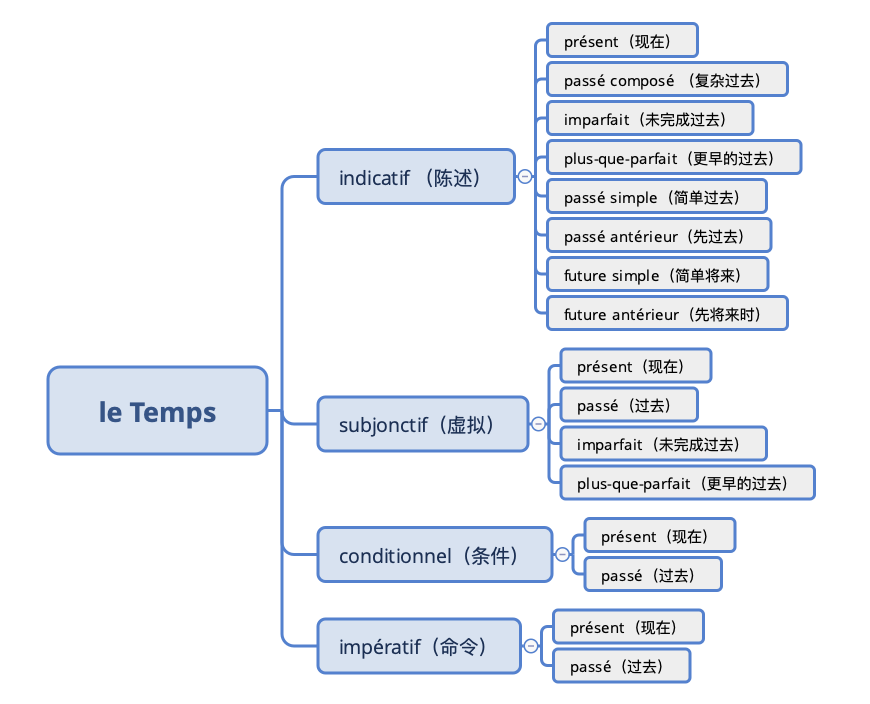 le Temps
indicatif （陈述）
présent（现在）
passé composé （复杂过去）
imparfait（未完成过去）
plus-que-parfait（更早的过去）
passé simple（简单过去）
passé antérieur（先过去）
future simple（简单将来）
future antérieur（先将来时）
subjonctif（虚拟）
présent（现在）
passé（过去）
imparfait（未完成过去）
plus-que-parfait（更早的过去）
conditionnel（条件）
présent（现在）
passé（过去）
impératif（命令）
présent（现在）
passé（过去）